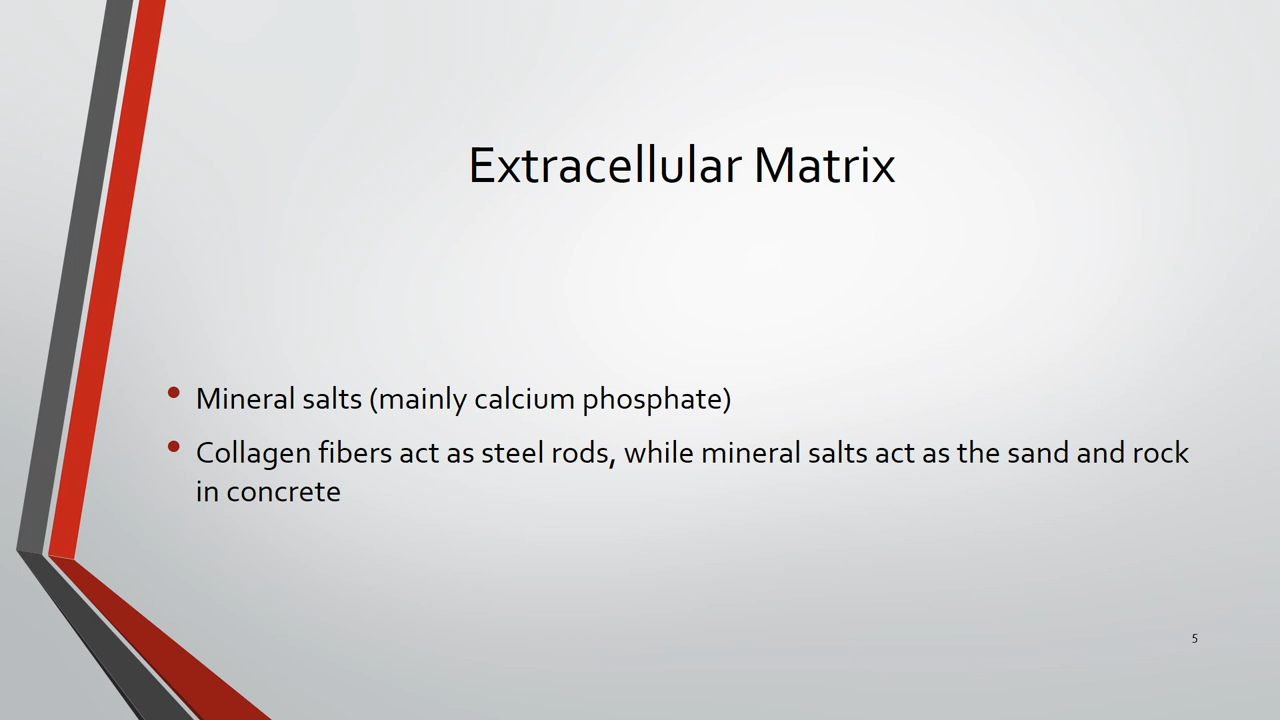 Extracellular Matrix
• Mineral salts (mainly calcium phosphate)
• Collagen fibers act as steel rods, while mineral salts act as the sand and rock
in concrete
5